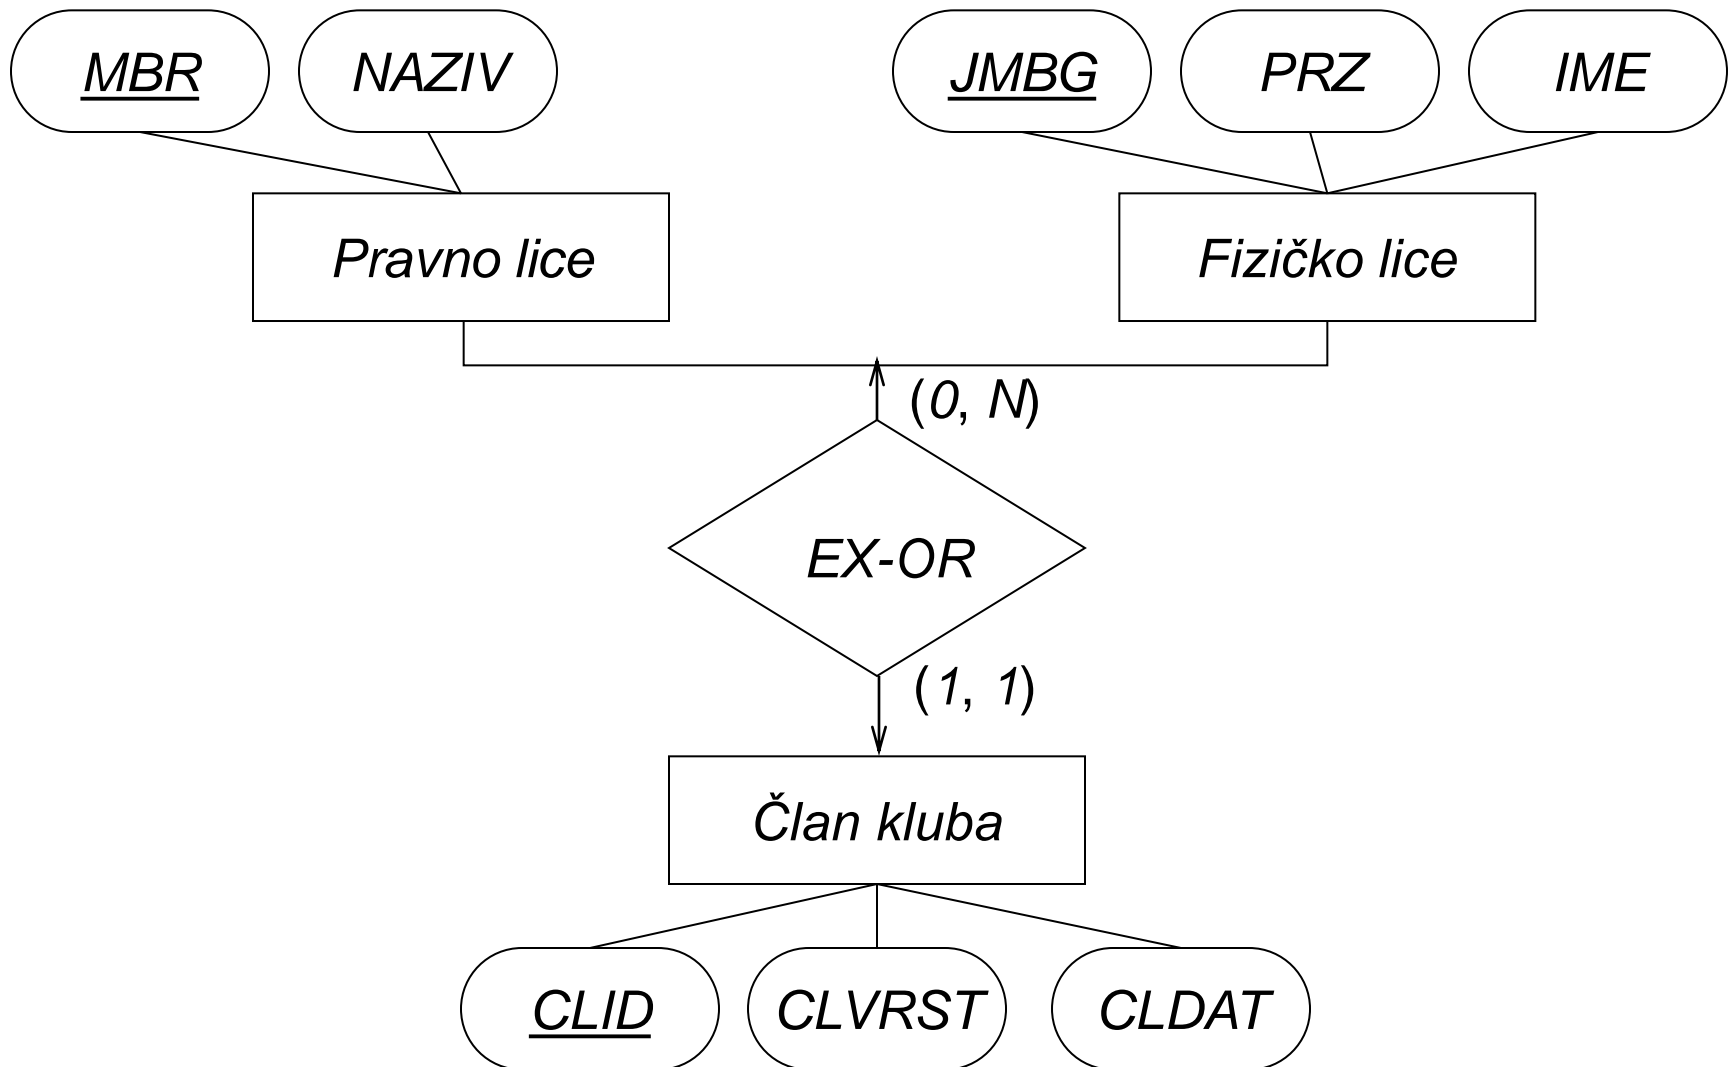 MBR NAZIV JMBG PRZ IME
Pravno lice Fizičko lice
(0, N)
EX-OR
(1, 1)
Član kluba
CLID CLVRST CLDAT